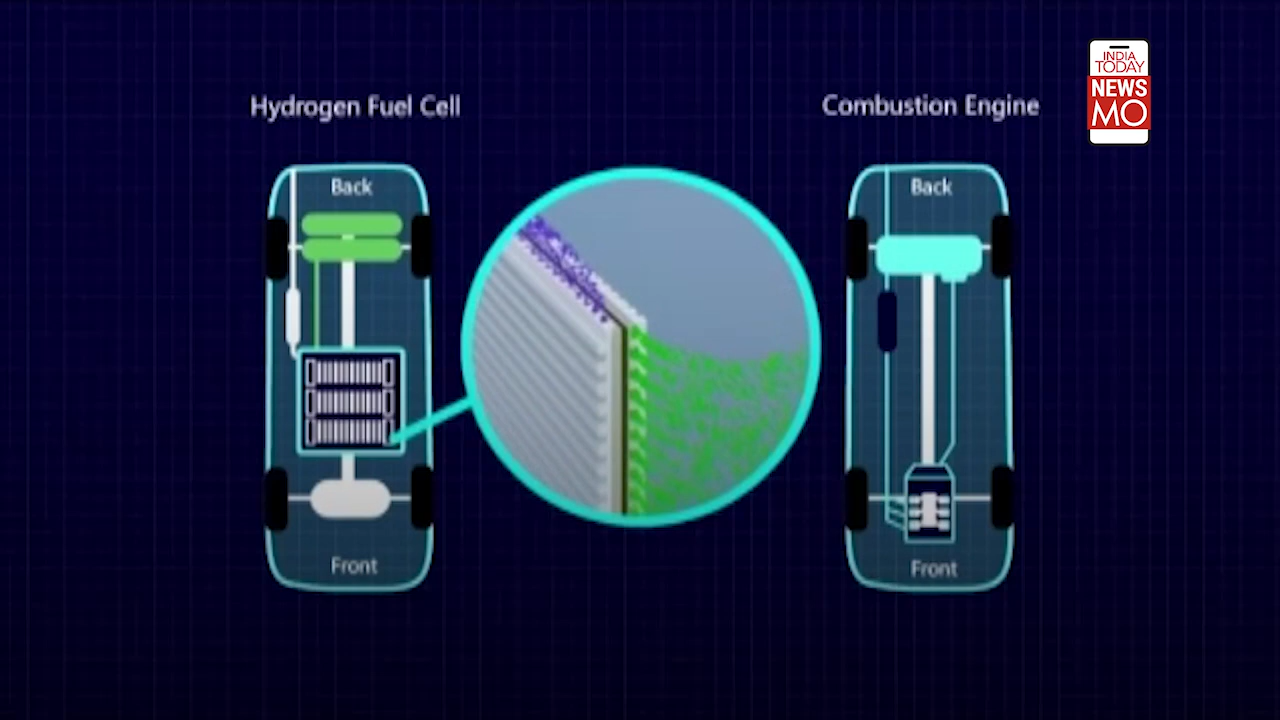 Hydrogen Fuel Cell
Combustion Engine
INDIA
TODAY
NEWS
MO
Back
Back
Front
Front